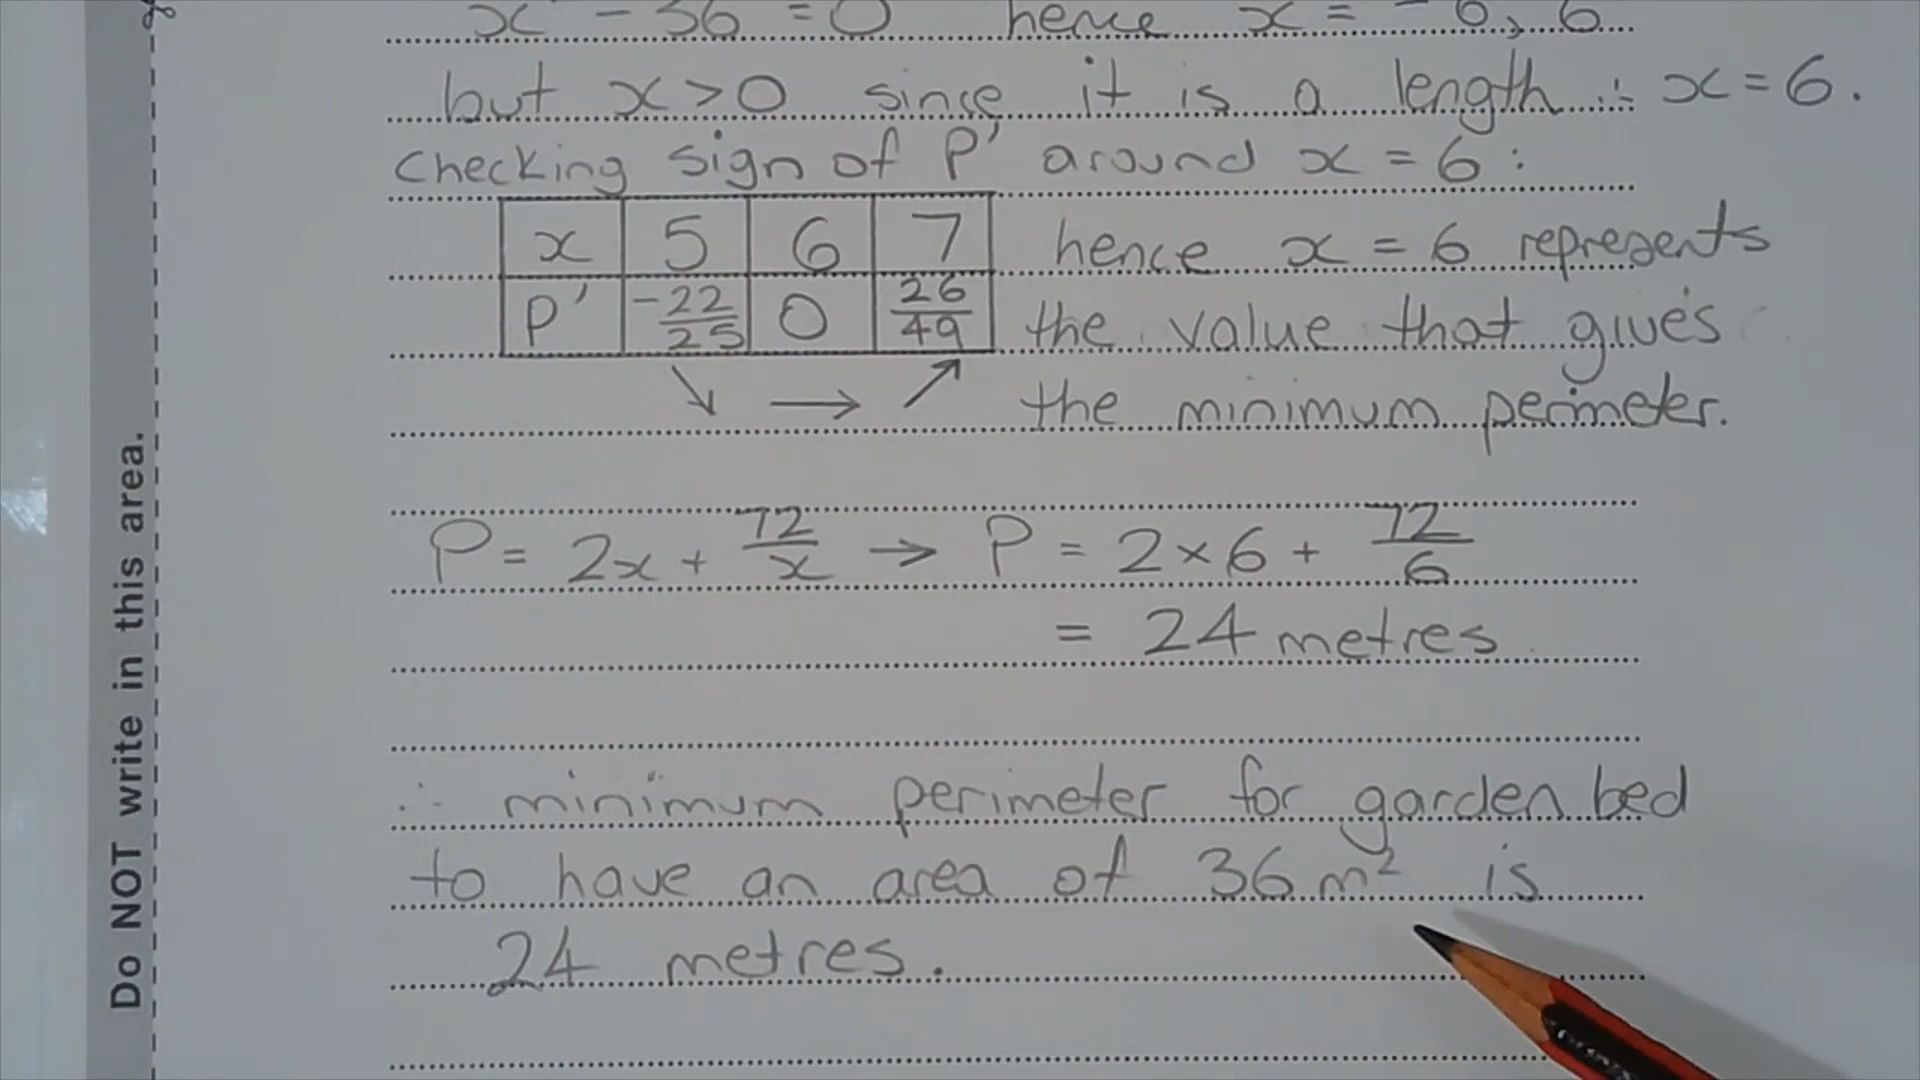 x² - 36 = 0 hence x = -6, 6
but x > 0 since it is a length ∴ x = 6.
checking sign of P' around x = 6 :
x 5 6 7
P' -22/25 0 26/49
↘ → ↗
hence x = 6 represents
the value that gives
the minimum perimeter.
P = 2x + 72/x → P = 2 × 6 + 72/6
= 24 metres
∴ minimum perimeter for garden bed
to have an area of 36 m² is
24 metres.
Do NOT write in this area.